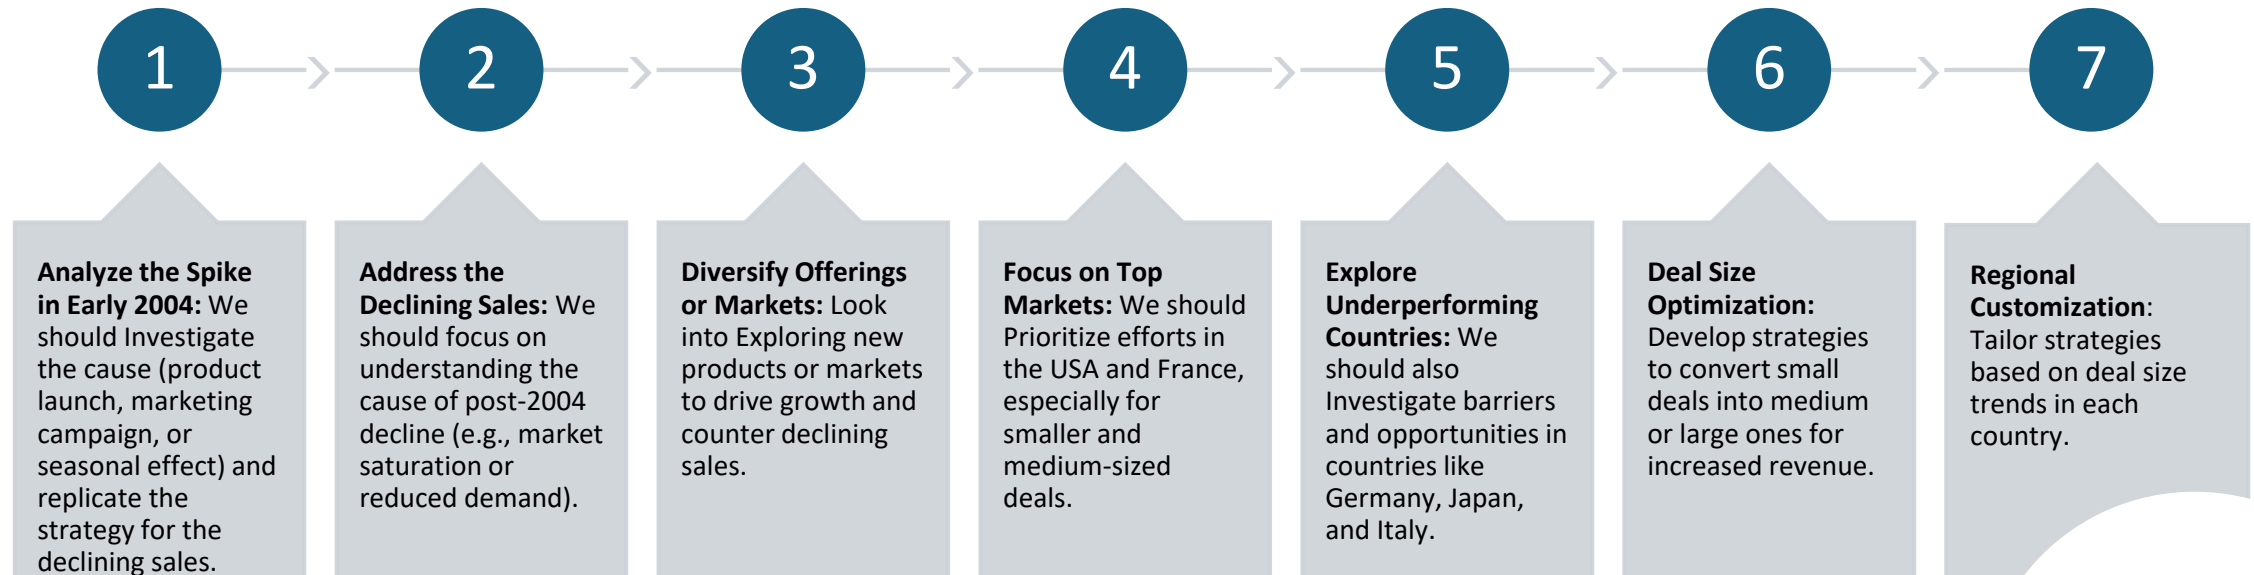 1
2
3
4
5
6
7
Analyze the Spike
in Early 2004: We
should Investigate
the cause (product
launch, marketing
campaign, or
seasonal effect) and
replicate the
strategy for the
declining sales.
Address the
Declining Sales: We
should focus on
understanding the
cause of post-2004
decline (e.g., market
saturation or
reduced demand).
Diversify Offerings
or Markets: Look
into Exploring new
products or markets
to drive growth and
counter declining
sales.
Focus on Top
Markets: We should
Prioritize efforts in
the USA and France,
especially for
smaller and
medium-sized
deals.
Explore
Underperforming
Countries: We
should also
Investigate barriers
and opportunities in
countries like
Germany, Japan,
and Italy.
Deal Size
Optimization:
Develop strategies
to convert small
deals into medium
or large ones for
increased revenue.
Regional
Customization:
Tailor strategies
based on deal size
trends in each
country.